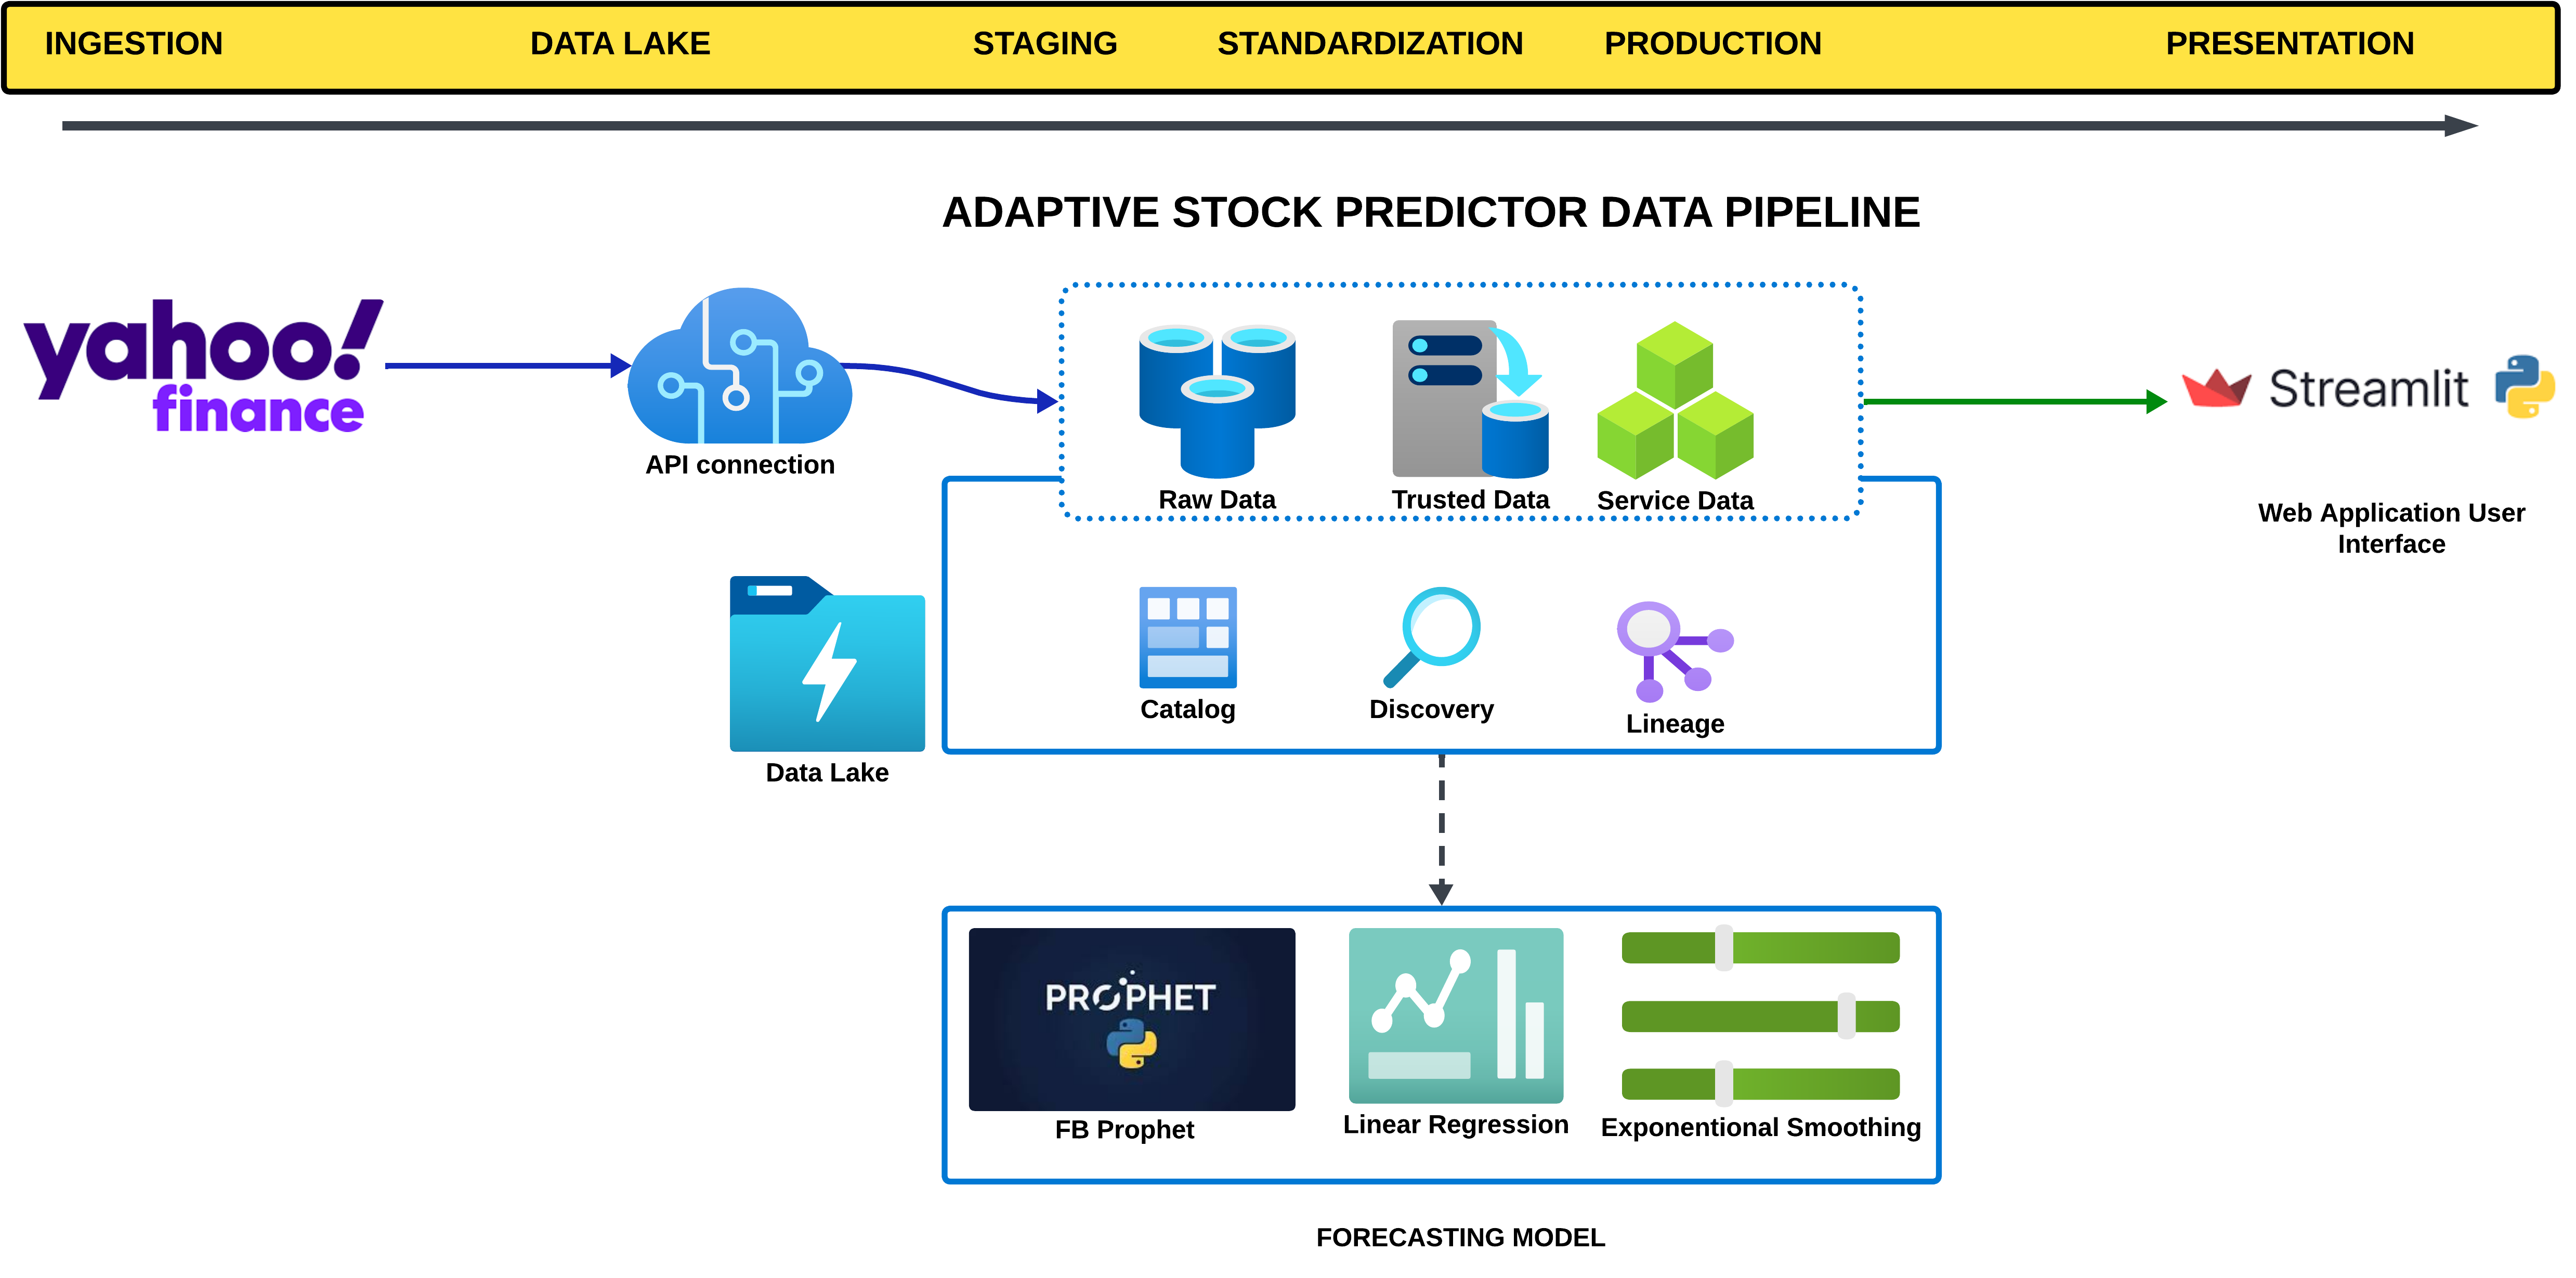 INGESTION
DATA LAKE
STAGING
STANDARDIZATION
PRODUCTION
PRESENTATION
ADAPTIVE STOCK PREDICTOR DATA PIPELINE
yahoo!
finance
API connection
Raw Data
Trusted Data
Service Data
Streamlit
Web Application User
Interface
Data Lake
Catalog
Discovery
Lineage
PROPHET
FB Prophet
Linear Regression
Exponential Smoothing
FORECASTING MODEL